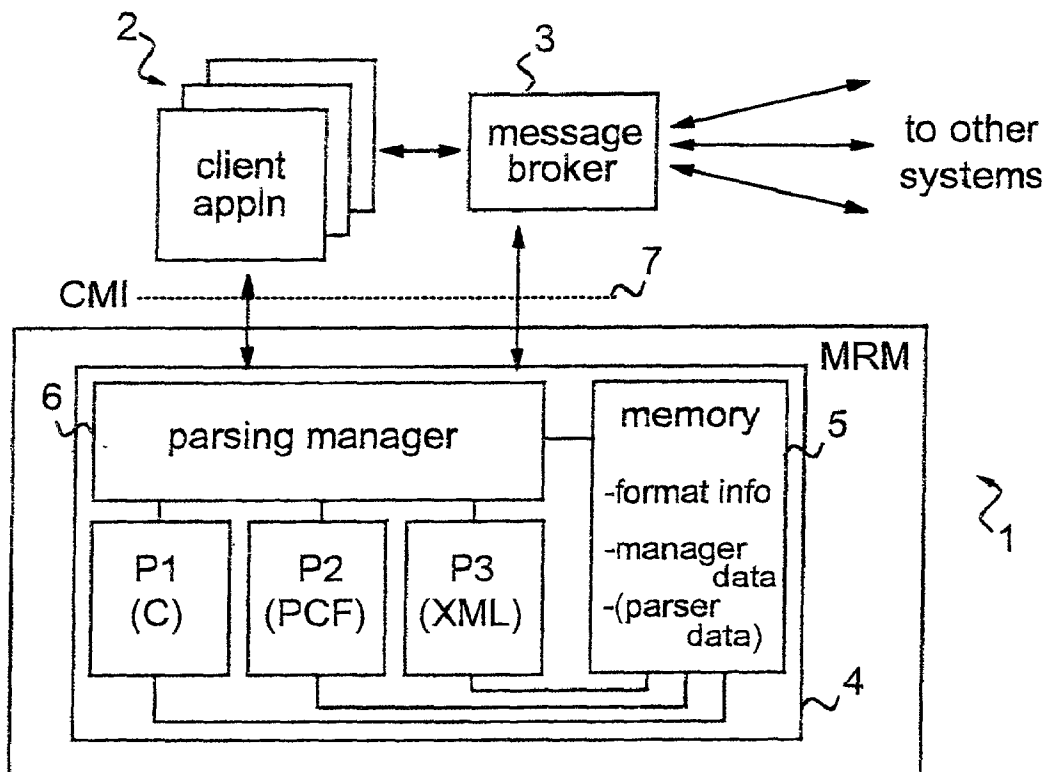 2
3
client
appln
message
broker
to other
systems
CMI
7
MRM
6
parsing manager
memory
5
-format info
-manager
data
-(parser
data)
P1
(C)
P2
(PCF)
P3
(XML)
4
1